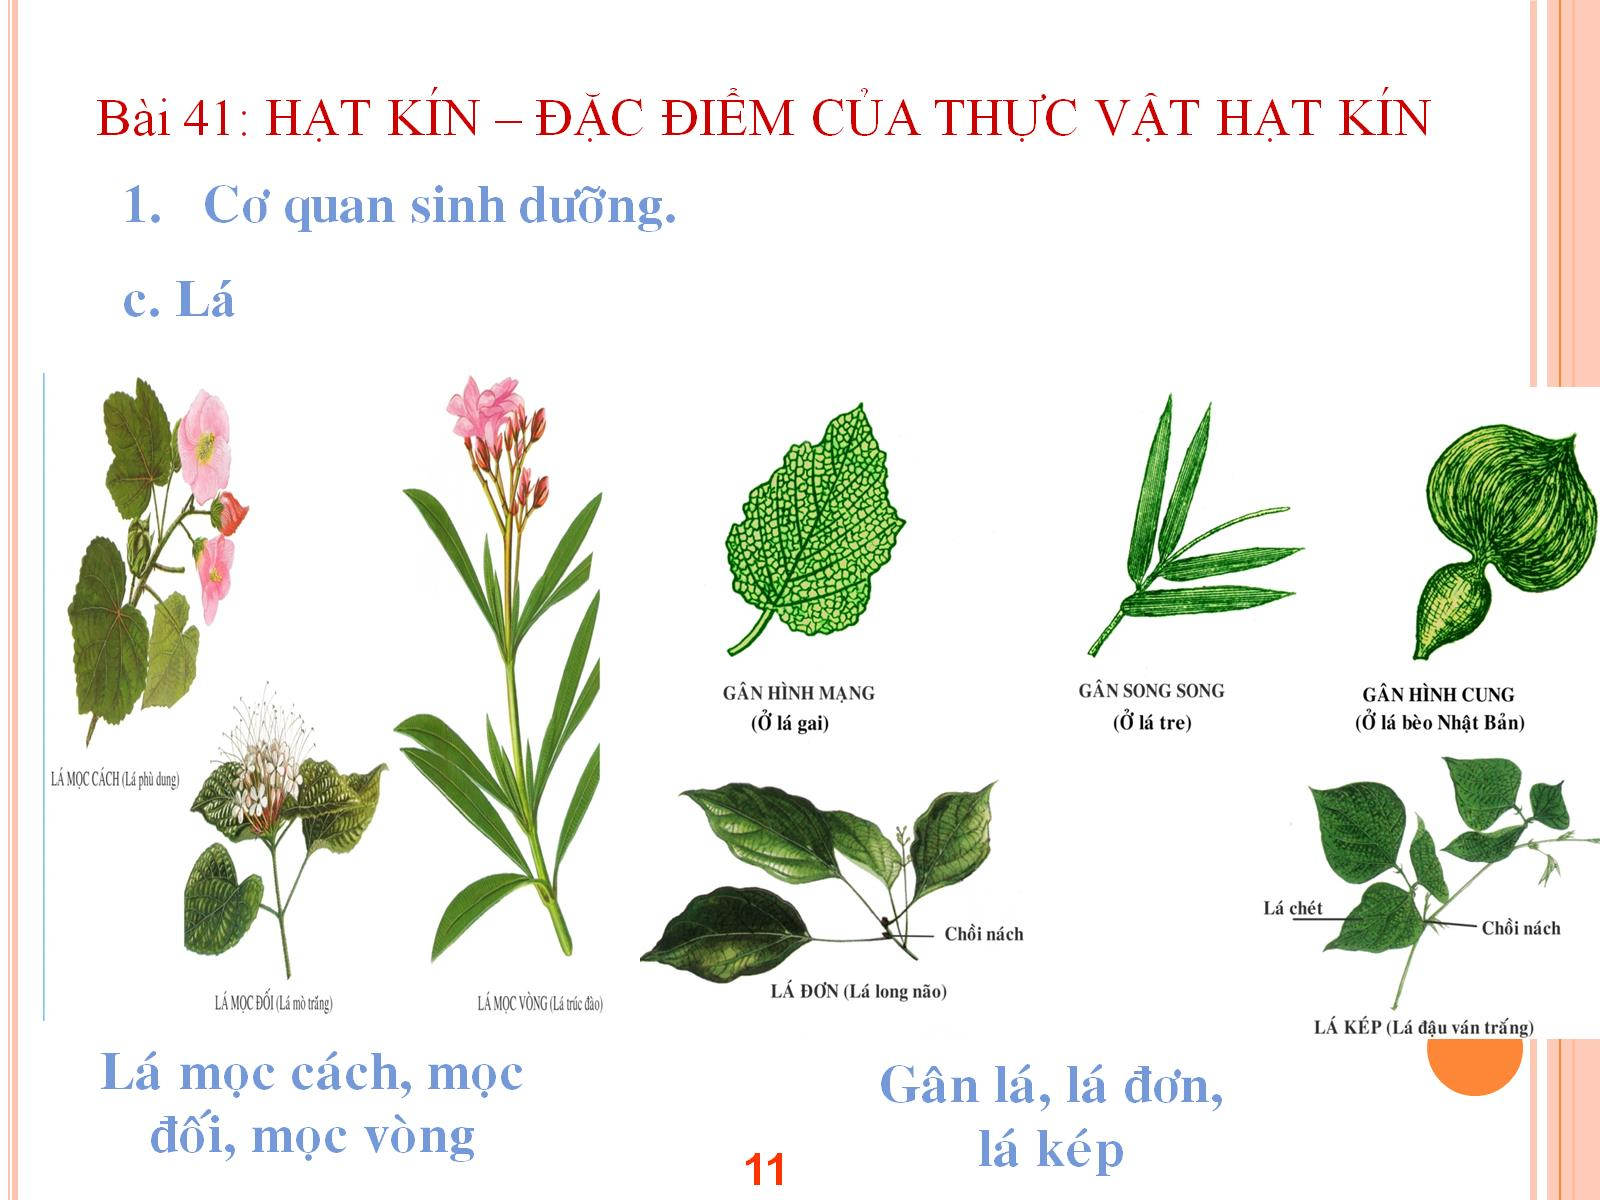 Bài 41: HẠT KÍN – ĐẶC ĐIỂM CỦA THỰC VẬT HẠT KÍN
1. Cơ quan sinh dưỡng.
c. Lá
LÁ MỌC CÁCH (Lá phù dung)
LÁ MỌC ĐỐI (Lá mò trắng)
LÁ MỌC VÒNG (Lá trúc đào)
GÂN HÌNH MẠNG
(Ở lá gai)
GÂN SONG SONG
(Ở lá tre)
GÂN HÌNH CUNG
(Ở lá bèo Nhật Bản)
Chồi nách
LÁ ĐƠN (Lá long não)
Lá chét
Chồi nách
LÁ KÉP (Lá đậu ván trắng)
Lá mọc cách, mọc
đối, mọc vòng
Gân lá, lá đơn,
lá kép
11